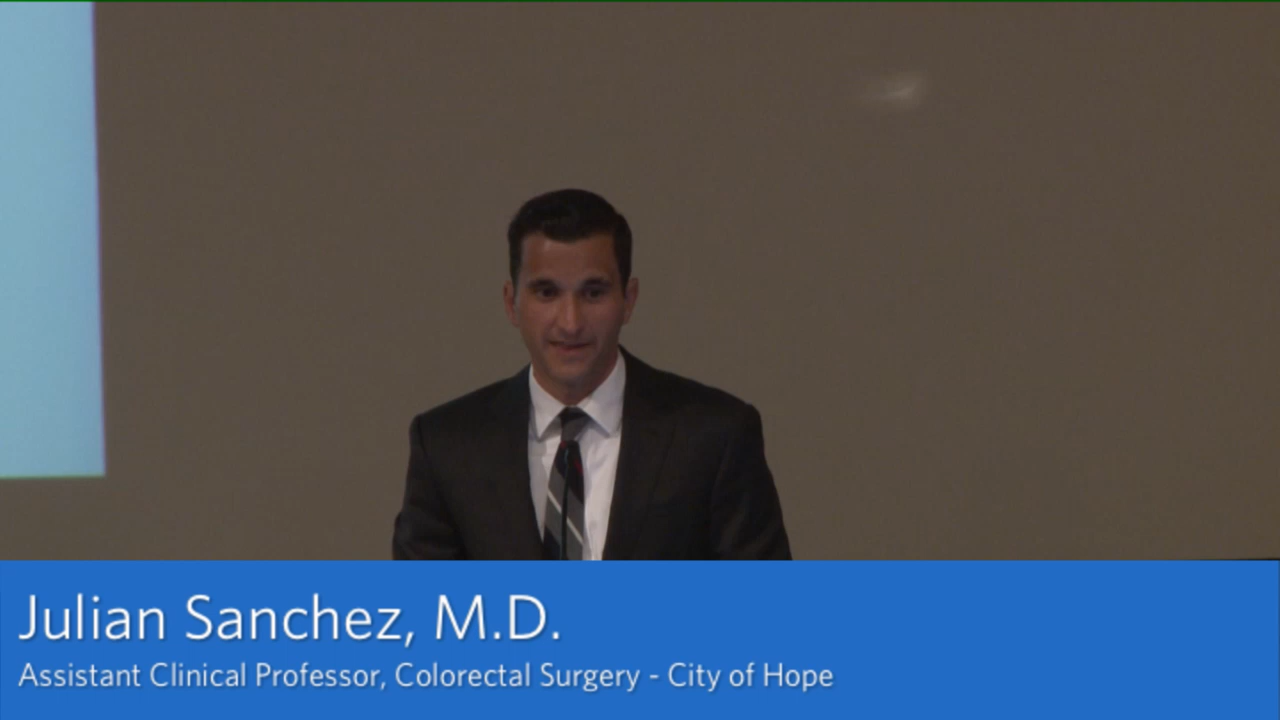 Julian Sanchez, M.D.
Assistant Clinical Professor, Colorectal Surgery - City of Hope